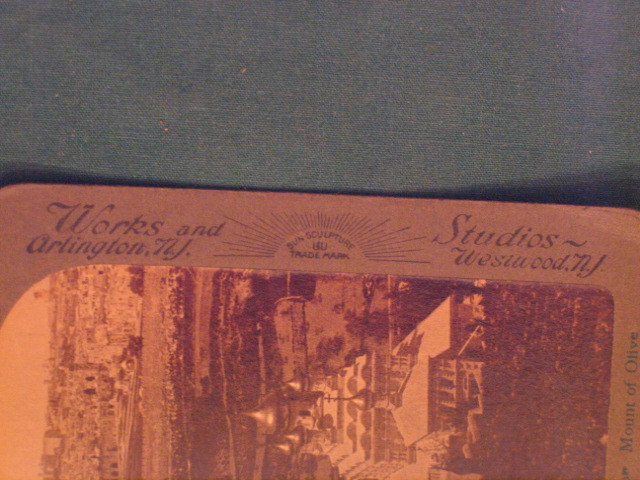 Works and
Arlington, N.J.
SUN SCULPTURE
U&U
TRADE MARK
Studios ~
Westwood, N.J
Mount of Olive